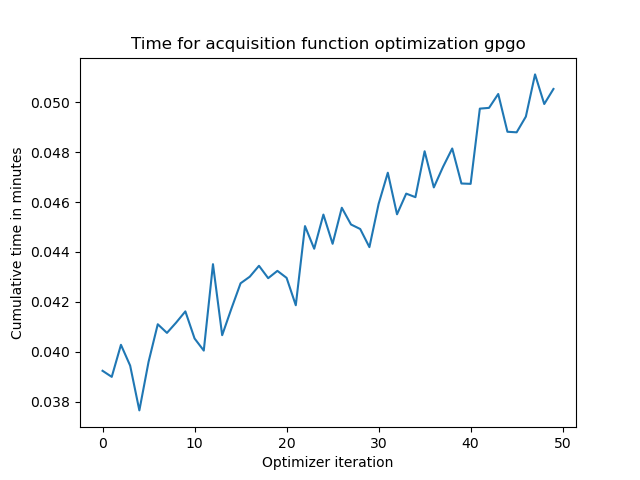 Time for acquisition function optimization gpgo
Cumulative time in minutes
0.050
0.048
0.046
0.044
0.042
0.040
0.038
0 10 20 30 40 50
Optimizer iteration